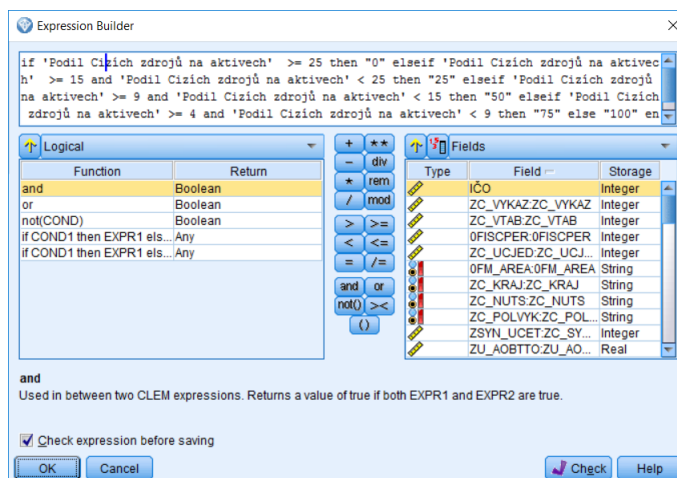 Expression Builder
if 'Podil Cizích zdrojů na aktivech'  >= 25 then "0" elseif 'Podil Cizích zdrojů na aktivec
h'  >= 15 and 'Podil Cizích zdrojů na aktivech' < 25 then "25" elseif 'Podil Cizích zdrojů
na aktivech' >= 9 and 'Podil Cizích zdrojů na aktivech' < 15 then "50" elseif 'Podil Cizích
zdrojů na aktivech' >= 4 and 'Podil Cizích zdrojů na aktivech' < 9 then "75" else "100" en
Logical
Function Return
and Boolean
or Boolean
not(COND) Boolean
if COND1 then EXPR1 els... Any
if COND1 then EXPR1 els... Any
+ **
- div
* rem
/ mod
> >=
< <=
= /=
and or
not() ><
()
Fields
Type Field Storage
IČO Integer
ZC_VYKAZ:ZC_VYKAZ Integer
ZC_VTAB:ZC_VTAB Integer
0FISCPER:0FISCPER Integer
ZC_UCJED:ZC_UCJ... Integer
0FM_AREA:0FM_AREA String
ZC_KRAJ:ZC_KRAJ String
ZC_NUTS:ZC_NUTS String
ZC_POLVYK:ZC_POL... String
ZSYN_UCET:ZC_SY... Integer
ZU_AOBTTO:ZU_AO... Real
and
Used in between two CLEM expressions. Returns a value of true if both EXPR1 and EXPR2 are true.
Check expression before saving
OK Cancel Check Help